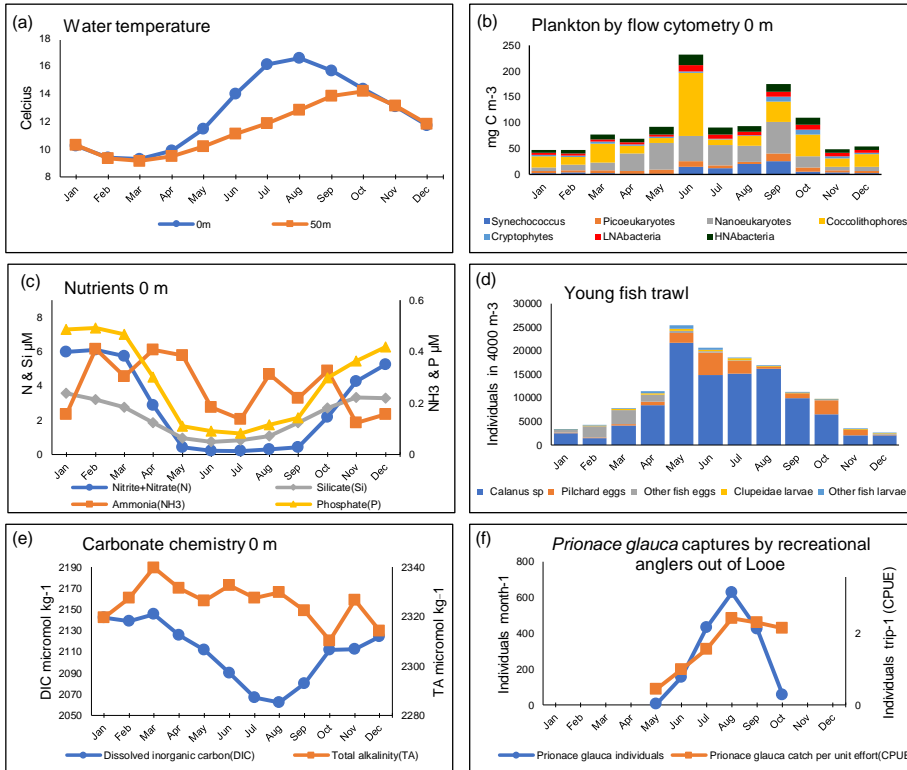 (a)
Water temperature
Celcius
18
16
14
12
10
8
Jan Feb Mar Apr May Jun Jul Aug Sep Oct Nov Dec
0m 50m
(b)
Plankton by flow cytometry 0 m
mg C m-3
250
200
150
100
50
0
Jan Feb Mar Apr May Jun Jul Aug Sep Oct Nov Dec
Synechococcus Picoeukaryotes Nanoeukaryotes Coccolithophores
Cryptophytes LNAbacteria HNAbacteria
(c)
Nutrients 0 m
N & Si µM
8
6
4
2
0
NH3 & P µM
0.6
0.4
0.2
0
Jan Feb Mar Apr May Jun Jul Aug Sep Oct Nov Dec
Nitrite+Nitrate(N) Silicate(Si)
Ammonia(NH3) Phosphate(P)
(d)
Young fish trawl
Individuals in 4000 m-3
30000
25000
20000
15000
10000
5000
0
Jan Feb Mar Apr May Jun Jul Aug Sep Oct Nov Dec
Calanus sp Pilchard eggs Other fish eggs Clupeidae larvae Other fish larvae
(e)
Carbonate chemistry 0 m
DIC micromol kg-1
2190
2170
2150
2130
2110
2090
2070
2050
TA micromol kg-1
2340
2320
2300
2280
Jan Feb Mar Apr May Jun Jul Aug Sep Oct Nov Dec
Dissolved inorganic carbon(DIC) Total alkalinity(TA)
(f)
Prionace glauca captures by recreational
anglers out of Looe
Individuals month-1
800
600
400
200
0
Individuals trip-1 (CPUE)
2
0
Jan Feb Mar Apr May Jun Jul Aug Sep Oct Nov Dec
Prionace glauca individuals Prionace glauca catch per unit effort(CPUE